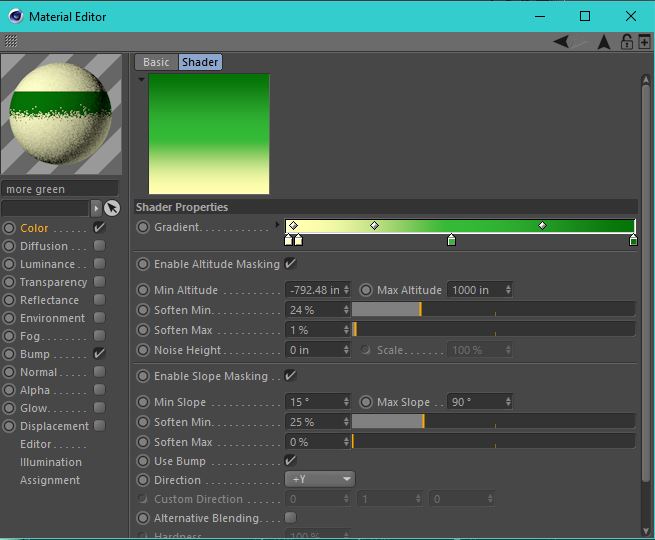 Material Editor
Basic Shader
more green
Shader Properties
Color
Diffusion
Luminance
Transparency
Reflectance
Environment
Fog
Bump
Normal
Alpha
Glow
Displacement
Editor
Illumination
Assignment
Gradient
Enable Altitude Masking
Min Altitude -792.48 in Max Altitude 1000 in
Soften Min 24 %
Soften Max 1 %
Noise Height 0 in Scale 100 %
Enable Slope Masking
Min Slope 15 ° Max Slope 90 °
Soften Min 25 %
Soften Max 0 %
Use Bump
Direction +Y
Custom Direction 0 1 0
Alternative Blending
Hardness 100 %